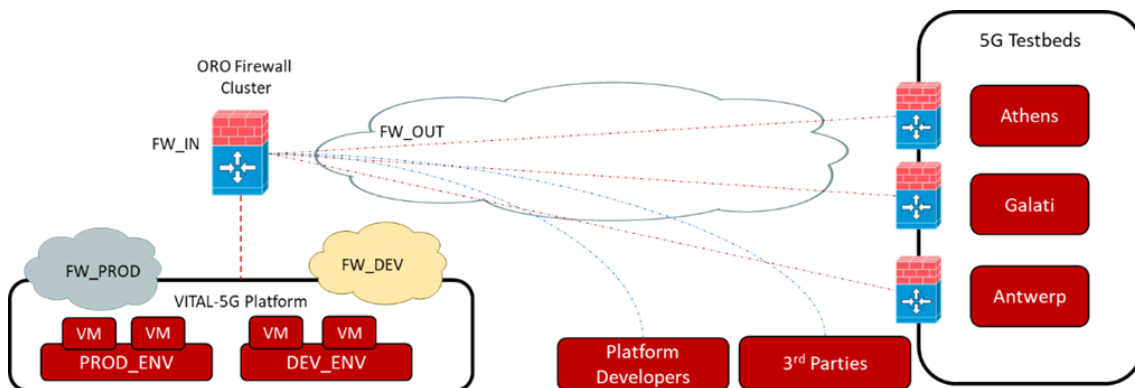 5G Testbeds
ORO Firewall
Cluster
FW_IN
FW_OUT
Athens
Galati
Antwerp
FW_PROD
FW_DEV
VITAL-5G Platform
VM
VM
VM
VM
PROD_ENV
DEV_ENV
Platform
Developers
3rd Parties